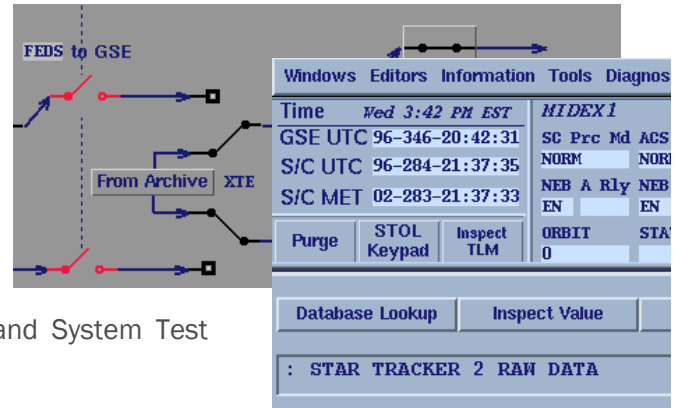 FEDS to GSE
From Archive XTE
and System Test
Windows Editors Information Tools Diagnos
Time Wed 3:42 PM EST
GSE UTC 96-346-20:42:31
S/C UTC 96-284-21:37:35
S/C MET 02-283-21:37:33
Purge
STOL Keypad
Inspect TLM
MIDEX1
SC Prc Md ACS
NORM NORM
NEB A Rly NEB
EN EN
ORBIT STA
0
Database Lookup Inspect Value
: STAR TRACKER 2 RAW DATA